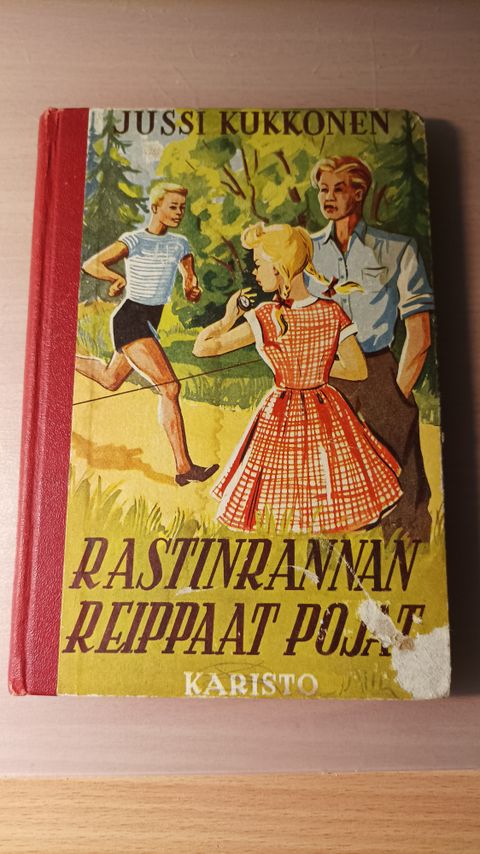 JUSSI KUKKONEN
RASTINRANNAN
REIPPAAT POJAT
KARISTO